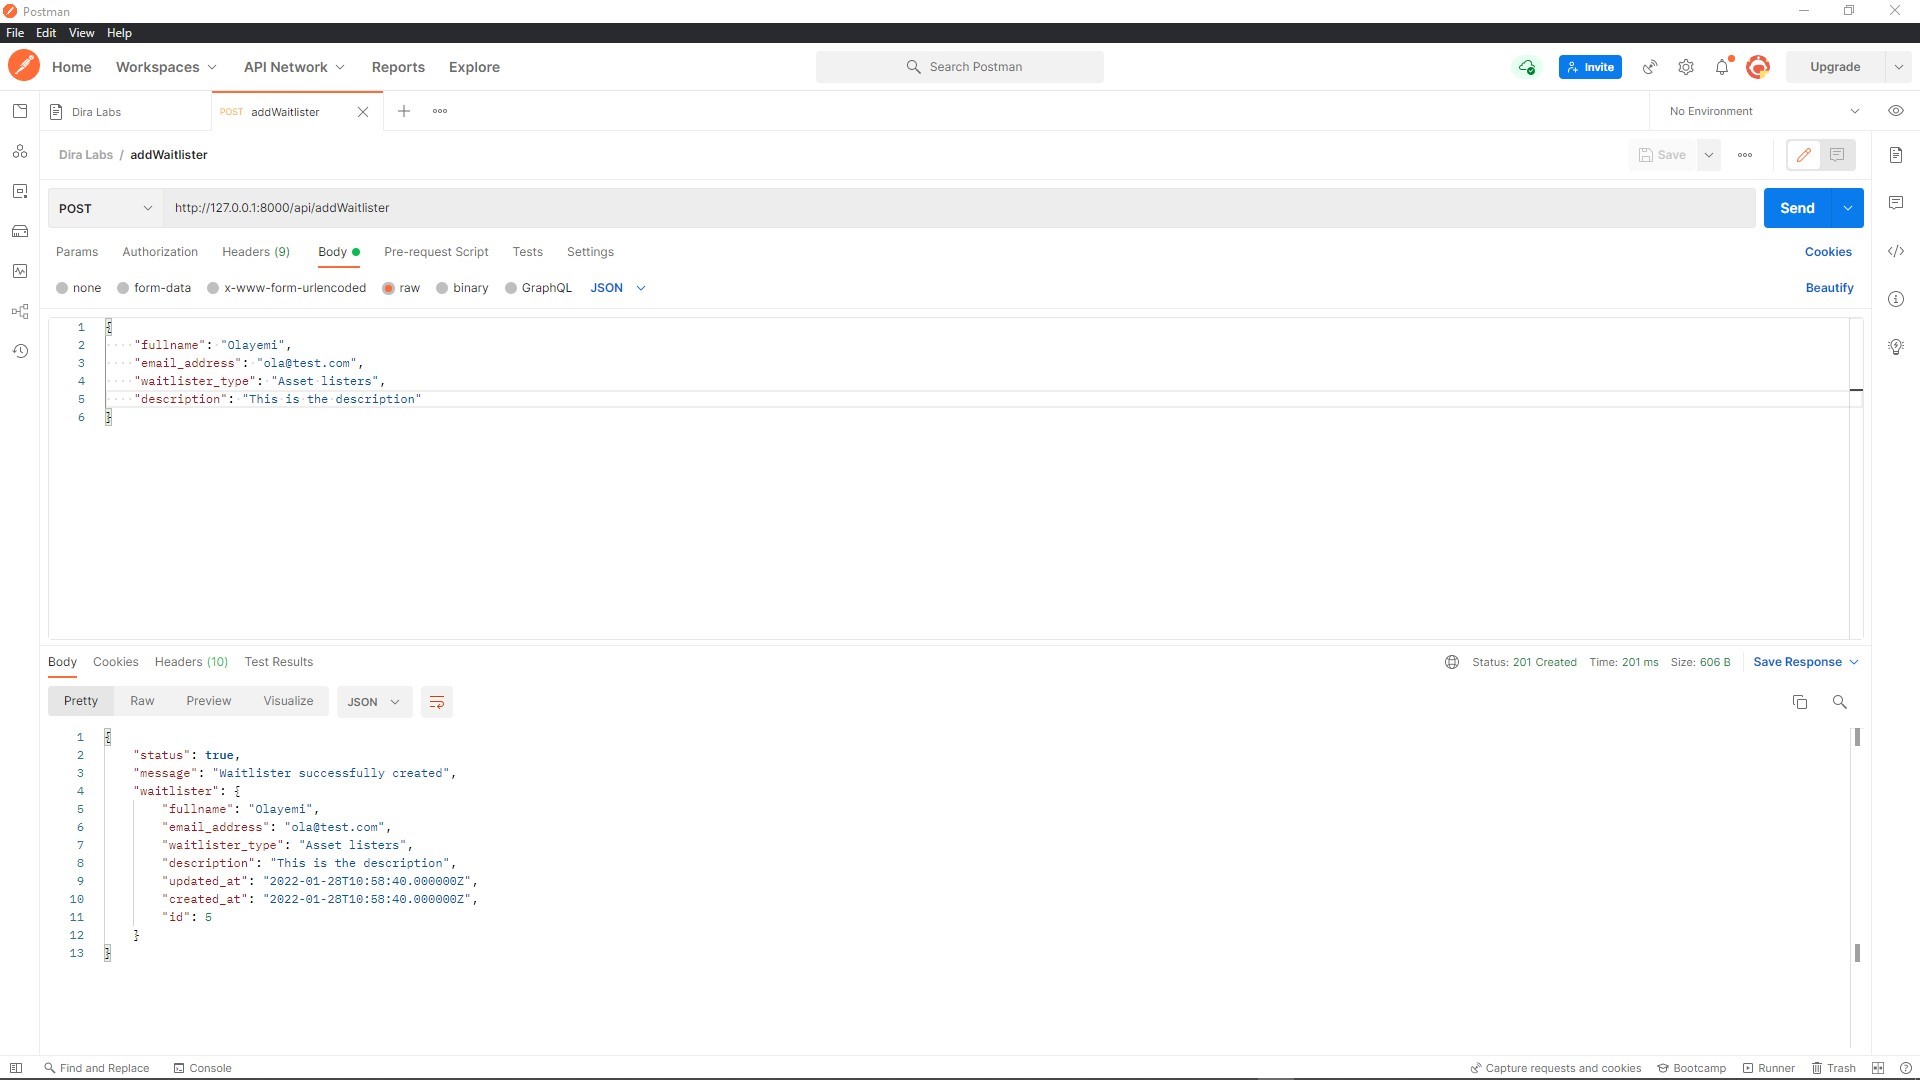 Postman
File Edit View Help
Home Workspaces API Network Reports Explore Search Postman Invite Upgrade
Dira Labs POST addWaitlister No Environment
Dira Labs / addWaitlister Save
POST http://127.0.0.1:8000/api/addWaitlister Send
Params Authorization Headers (9) Body Pre-request Script Tests Settings Cookies
none form-data x-www-form-urlencoded raw binary GraphQL JSON Beautify
1 {
2 "fullname": "Olayemi",
3 "email_address": "ola@test.com",
4 "waitlister_type": "Asset listers",
5 "description": "This is the description"
6 }
Body Cookies Headers (10) Test Results Status: 201 Created Time: 201 ms Size: 606 B Save Response
Pretty Raw Preview Visualize JSON
1 {
2 "status": true,
3 "message": "Waitlister successfully created",
4 "waitlister": {
5 "fullname": "Olayemi",
6 "email_address": "ola@test.com",
7 "waitlister_type": "Asset listers",
8 "description": "This is the description",
9 "updated_at": "2022-01-28T10:58:40.000000Z",
10 "created_at": "2022-01-28T10:58:40.000000Z",
11 "id": 5
12 }
13 }
Find and Replace Console Capture requests and cookies Bootcamp Runner Trash